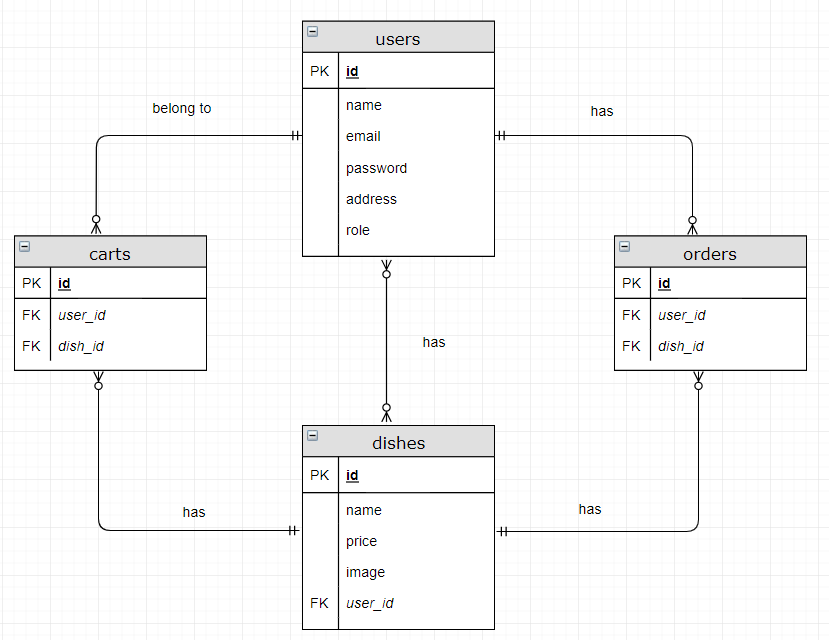 users
PK id
name
email
password
address
role
belong to
has
carts
PK id
FK user_id
FK dish_id
orders
PK id
FK user_id
FK dish_id
has
dishes
PK id
name
price
image
FK user_id
has
has